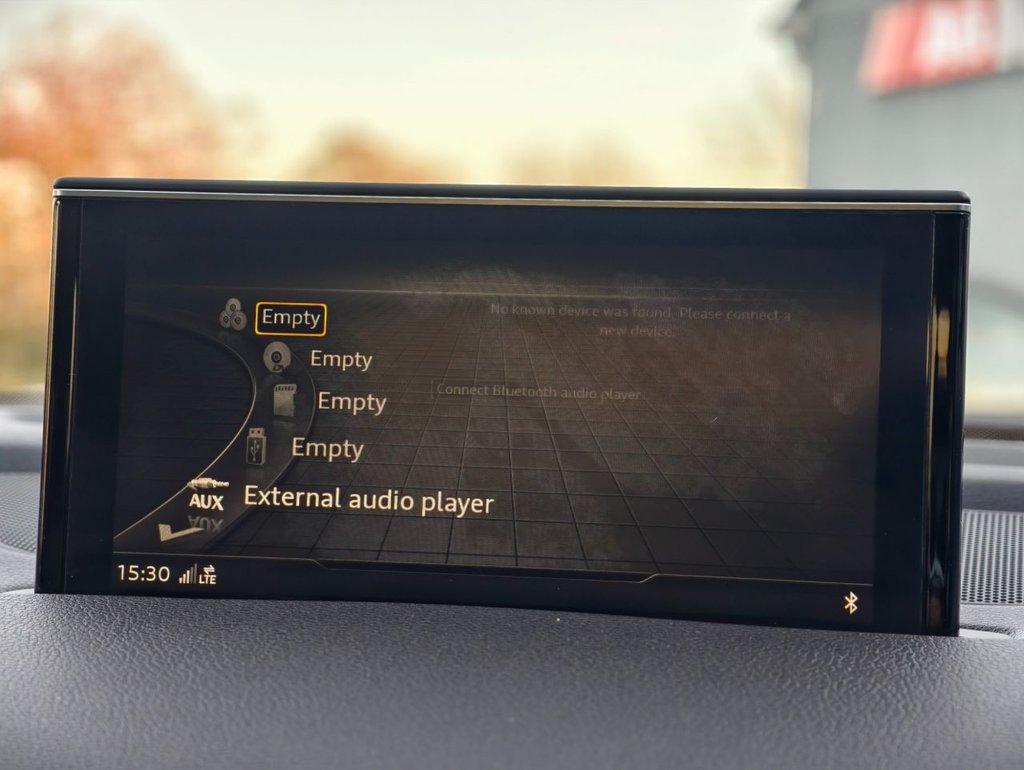 Empty
No known device was found. Please connect a
new device.
Empty
Connect Bluetooth audio player
Empty
Empty
AUX External audio player
AUX
15:30 LTE